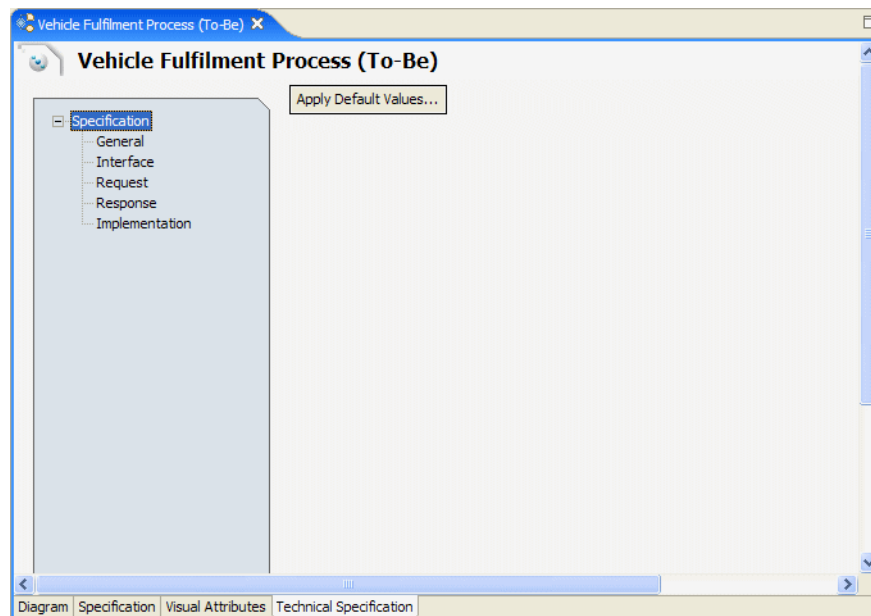 Vehicle Fulfilment Process (To-Be)
Vehicle Fulfilment Process (To-Be)
Apply Default Values...
Specification
General
Interface
Request
Response
Implementation
Diagram Specification Visual Attributes Technical Specification